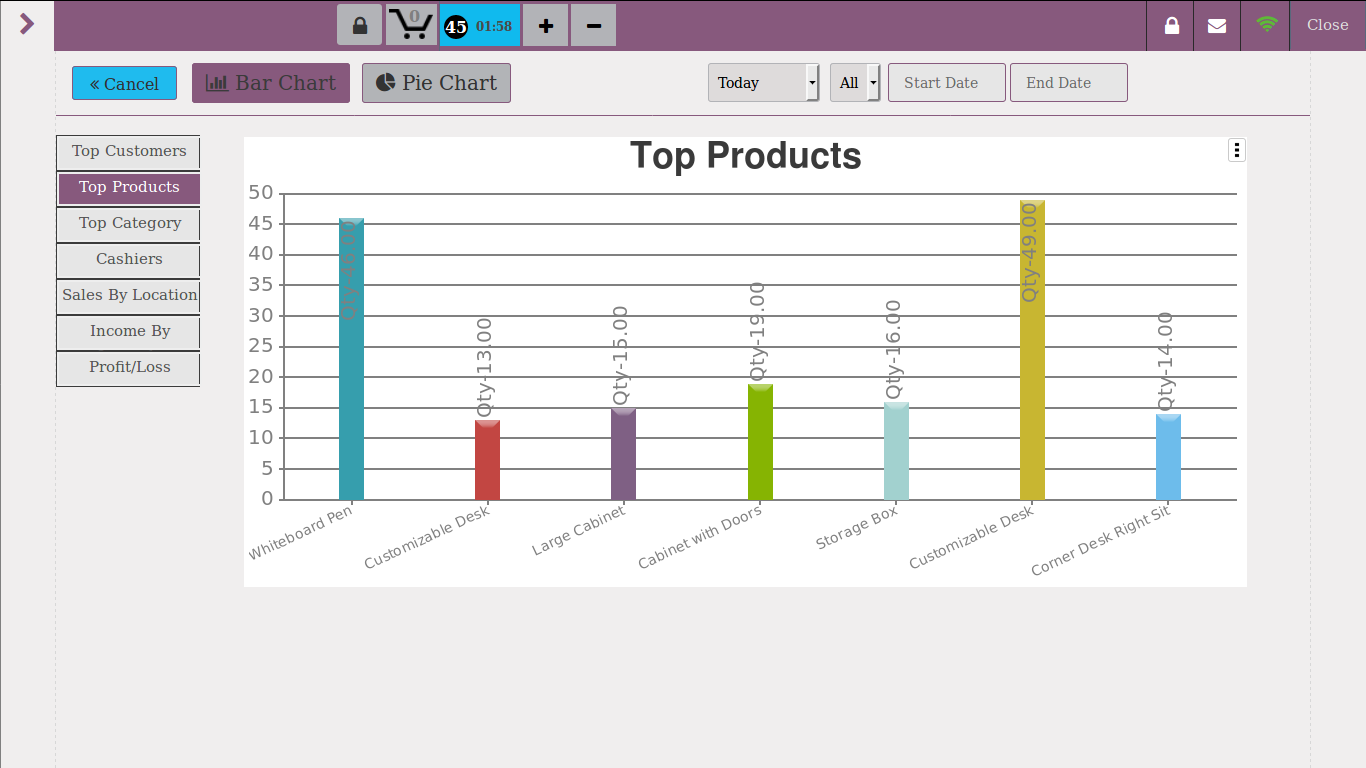 0
45 01:58
Close
« Cancel
Bar Chart
Pie Chart
Today
All
Start Date
End Date
Top Customers
Top Products
Top Category
Cashiers
Sales By Location
Income By
Profit/Loss
Top Products
50
45
40
35
30
25
20
15
10
5
0
Qty-46.00
Qty-13.00
Qty-15.00
Qty-19.00
Qty-16.00
Qty-49.00
Qty-14.00
Whiteboard Pen
Customizable Desk
Large Cabinet
Cabinet with Doors
Storage Box
Customizable Desk
Corner Desk Right Sit